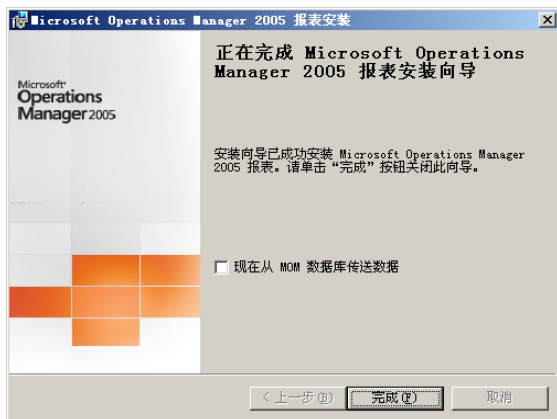 Microsoft Operations Manager 2005 报表安装
Microsoft
Operations
Manager 2005
正在完成 Microsoft Operations
Manager 2005 报表安装向导
安装向导已成功安装 Microsoft Operations Manager
2005 报表。请单击“完成”按钮关闭此向导。
现在从 MOM 数据库传送数据
< 上一步(B)
完成(F)
取消